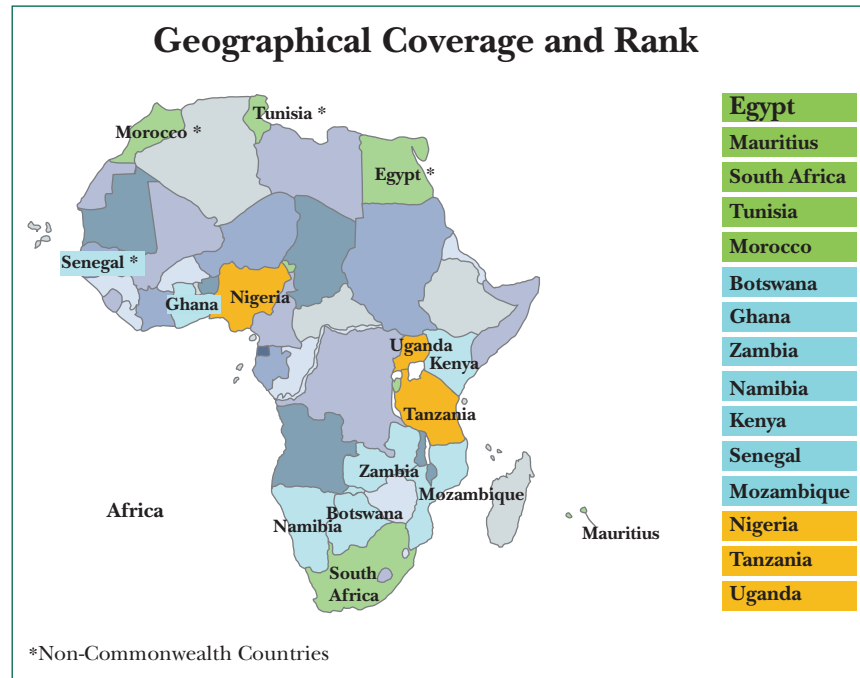 Geographical Coverage and Rank
Tunisia *
Morocco *
Egypt *
Senegal *
Ghana
Nigeria
Uganda
Kenya
Tanzania
Zambia
Mozambique
Botswana
Namibia
South
Africa
Africa
Mauritius
*Non-Commonwealth Countries
Egypt
Mauritius
South Africa
Tunisia
Morocco
Botswana
Ghana
Zambia
Namibia
Kenya
Senegal
Mozambique
Nigeria
Tanzania
Uganda